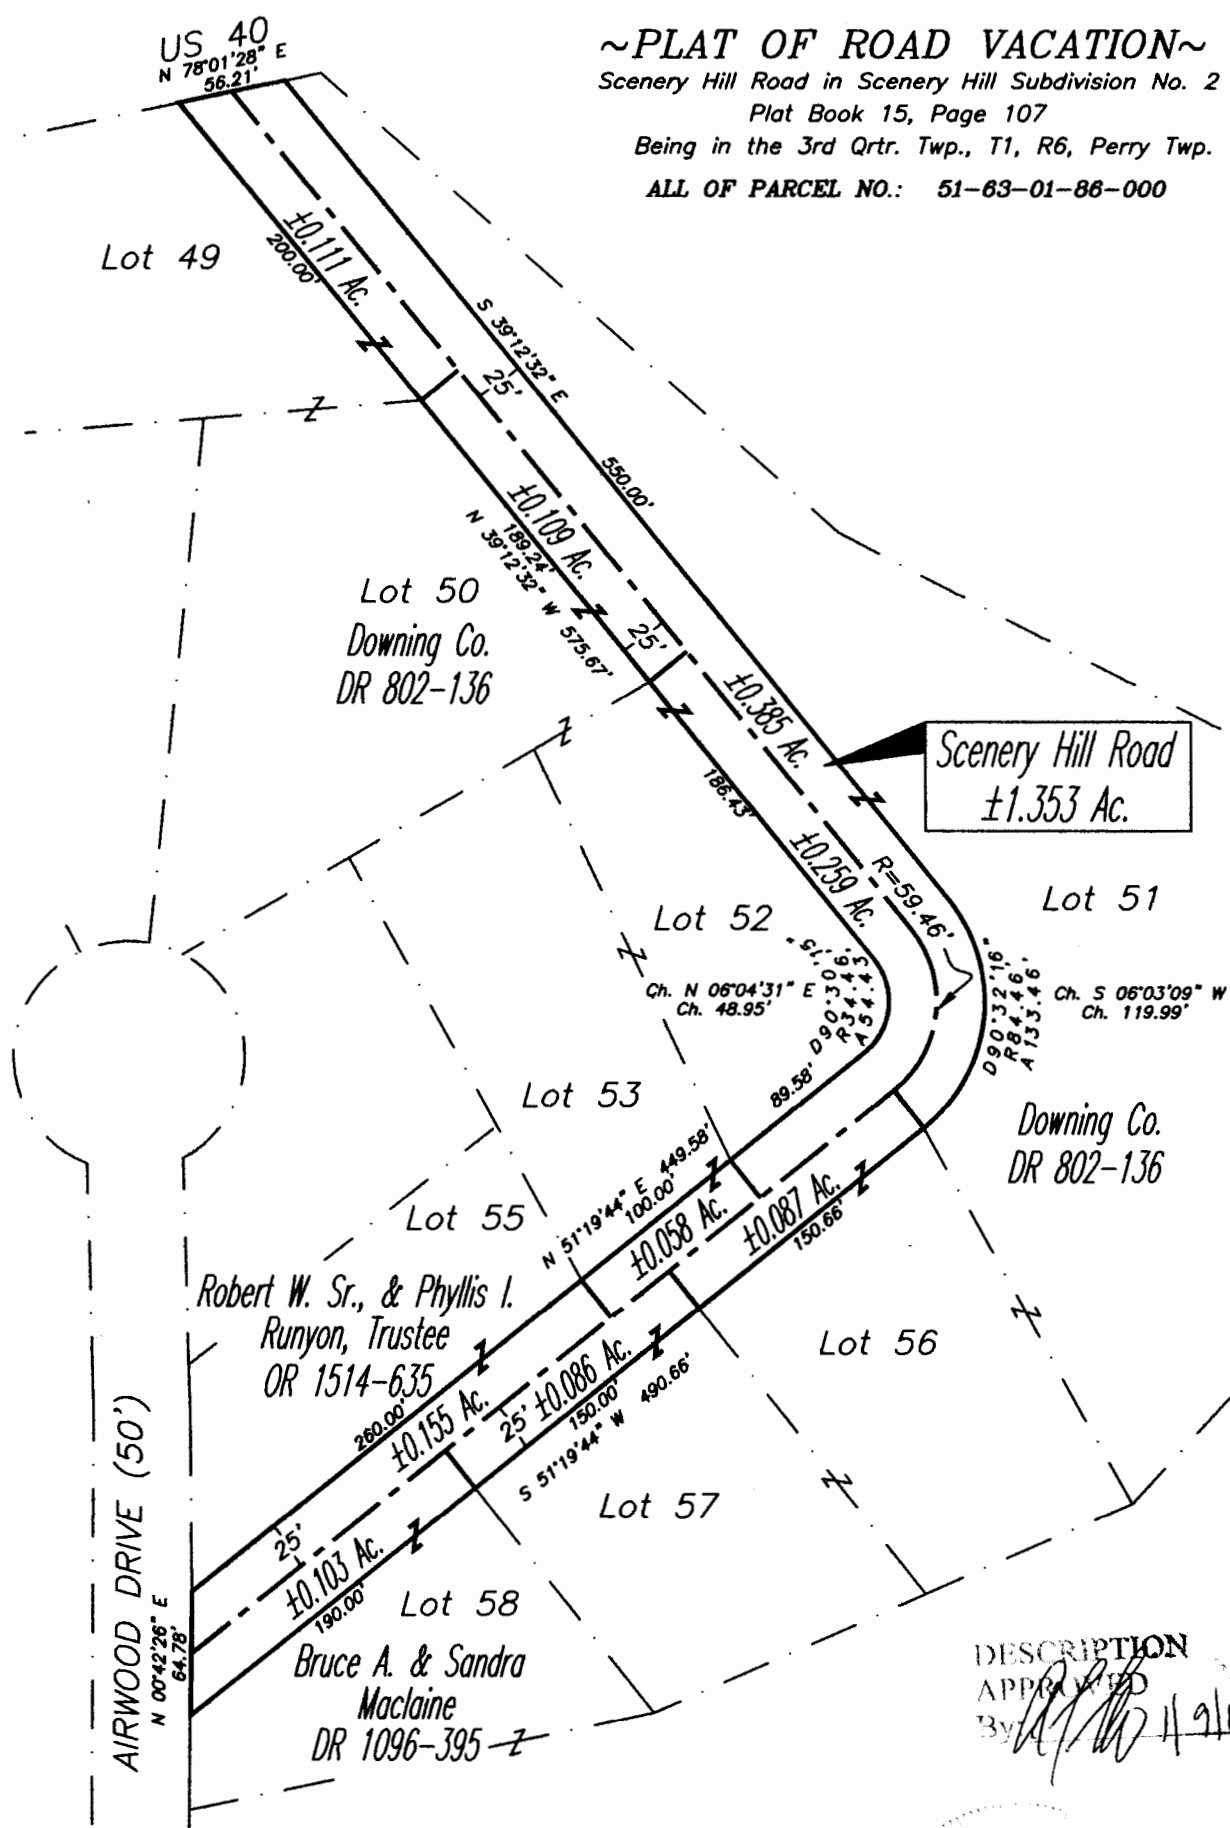 US 40
N 78°01'28" E
56.21'
~PLAT OF ROAD VACATION~
Scenery Hill Road in Scenery Hill Subdivision No. 2
Plat Book 15, Page 107
Being in the 3rd Qrtr. Twp., T1, R6, Perry Twp.
ALL OF PARCEL NO.: 51-63-01-86-000
Lot 49
±0.111 Ac.
200.00'
S 39°12'32" E
25'
550.00'
±0.109 Ac.
189.24'
N 39°12'32" W 575.67'
25'
Lot 50
Downing Co.
DR 802-136
±0.385 Ac.
Scenery Hill Road
±1.353 Ac.
186.43'
±0.259 Ac.
R=59.46'
Lot 51
Lot 52
Ch. N 06°04'31" E
Ch. 48.95'
D90°30'15"
R34.46'
A54.43'
D90°32'16"
R84.46'
A133.46'
Ch. S 06°03'09" W
Ch. 119.99'
89.58'
Lot 53
Downing Co.
DR 802-136
N 51°19'44" E 449.58'
100.00'
±0.058 Ac.
±0.087 Ac.
150.66'
Lot 55
Robert W. Sr., & Phyllis I.
Runyon, Trustee
OR 1514-635
Lot 56
260.00'
±0.155 Ac.
25'
±0.086 Ac.
150.00'
S 51°19'44" W 490.66'
Lot 57
25'
±0.103 Ac.
190.00'
AIRWOOD DRIVE (50')
N 00°42'26" E
64.78'
Lot 58
Bruce A. & Sandra
Maclaine
DR 1096-395
DESCRIPTION
APPROVED
By